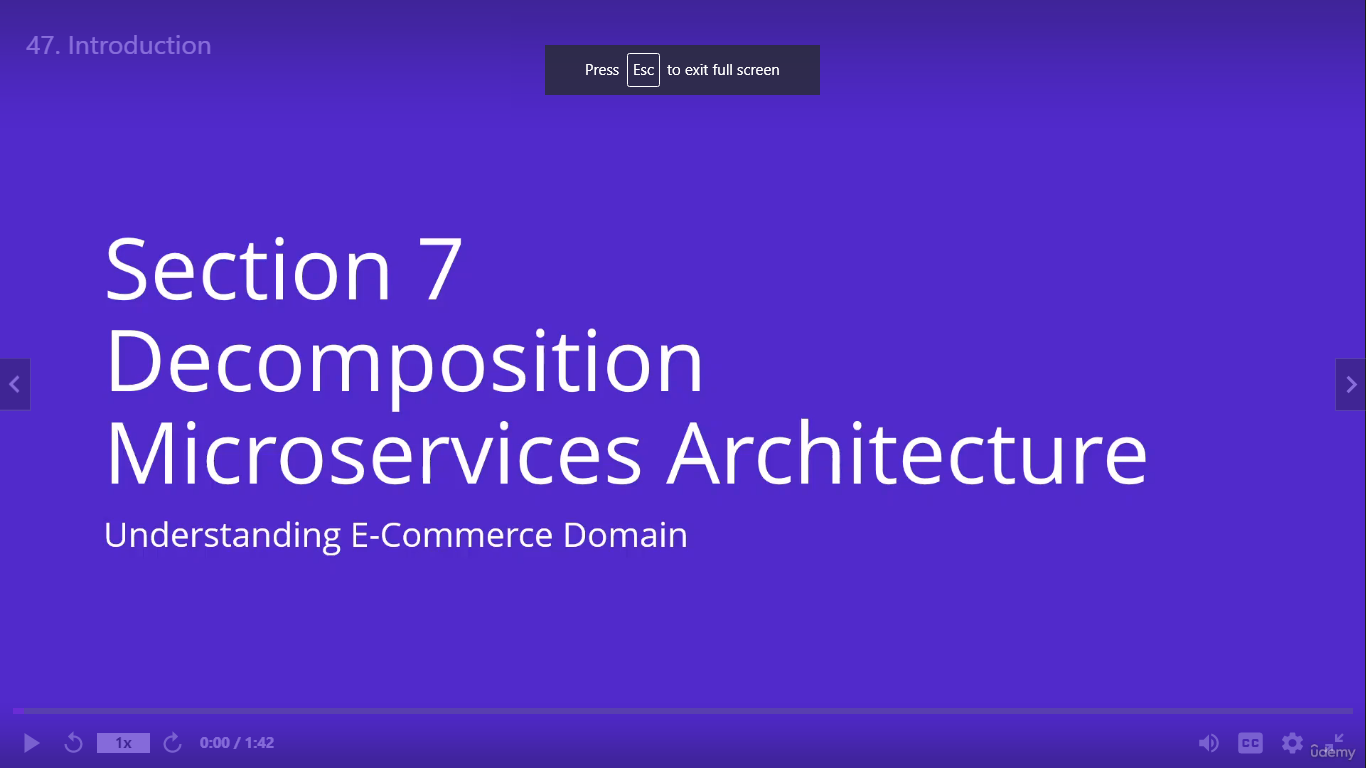 47. Introduction
Press Esc to exit full screen
Section 7
Decomposition
Microservices Architecture
Understanding E-Commerce Domain
1x
0:00 / 1:42
CC
ûdemy